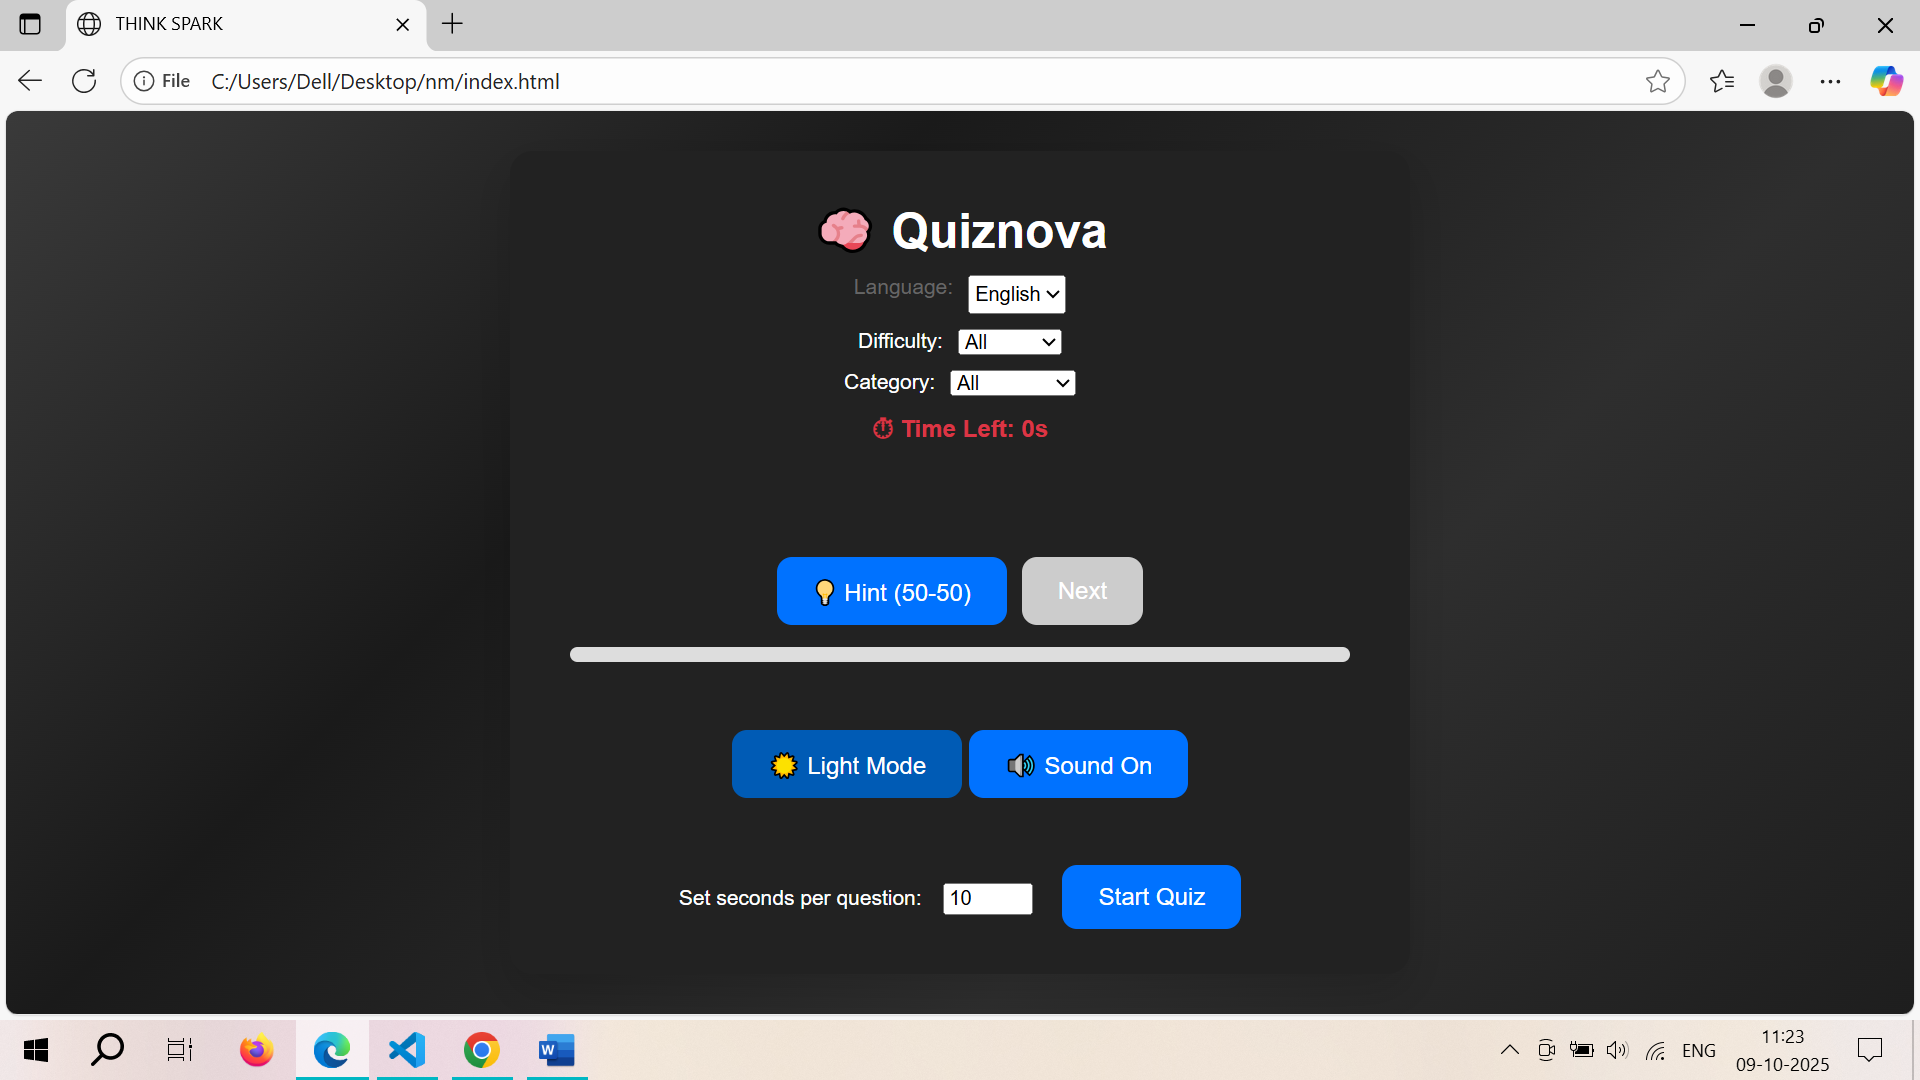 THINK SPARK
File C:/Users/Dell/Desktop/nm/index.html
🧠 Quiznova
Language: English
Difficulty: All
Category: All
⏱ Time Left: 0s
💡 Hint (50-50) Next
☀ Light Mode 🔊 Sound On
Set seconds per question: 10 Start Quiz
W
ENG
11:23
09-10-2025